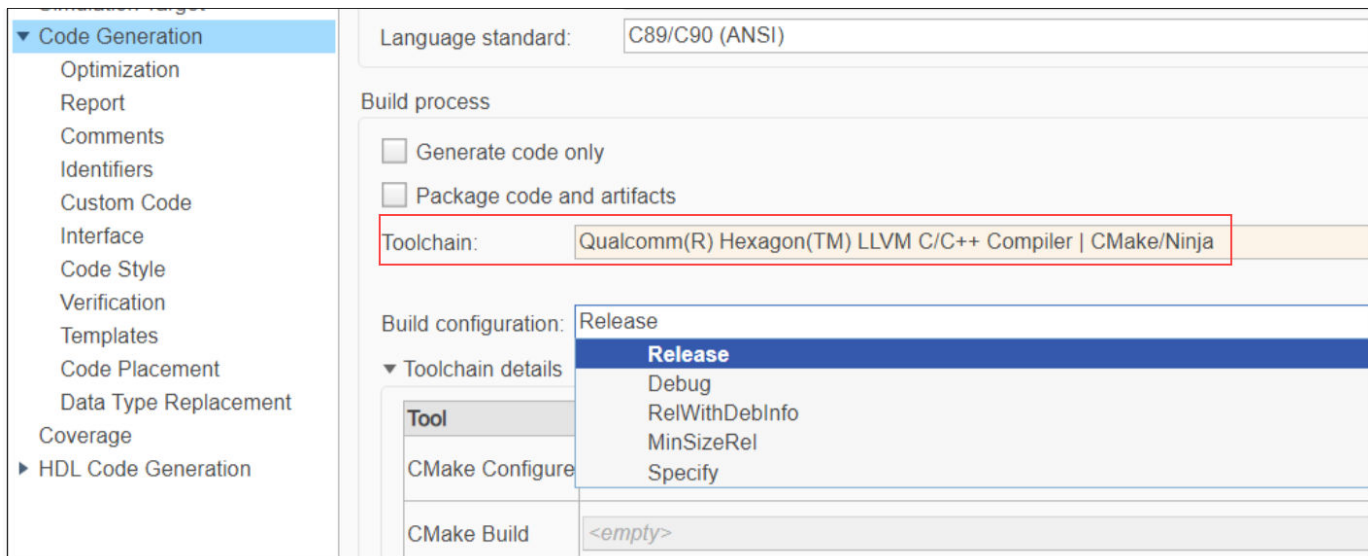 Simulation Target
Code Generation
Optimization
Report
Comments
Identifiers
Custom Code
Interface
Code Style
Verification
Templates
Code Placement
Data Type Replacement
Coverage
HDL Code Generation
Language standard: C89/C90 (ANSI)
Build process
Generate code only
Package code and artifacts
Toolchain: Qualcomm(R) Hexagon(TM) LLVM C/C++ Compiler | CMake/Ninja
Build configuration: Release
Release
Debug
RelWithDebInfo
MinSizeRel
Specify
Toolchain details
Tool
CMake Configure
CMake Build <empty>